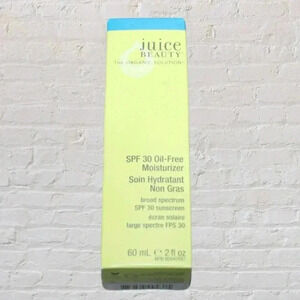 juice
BEAUTY
THE ORGANIC SOLUTION
SPF 30 Oil-Free
Moisturizer
Soin Hydratant
Non Gras
broad spectrum
SPF 30 sunscreen
écran solaire
large spectre FPS 30
60 mL e 2 fl oz